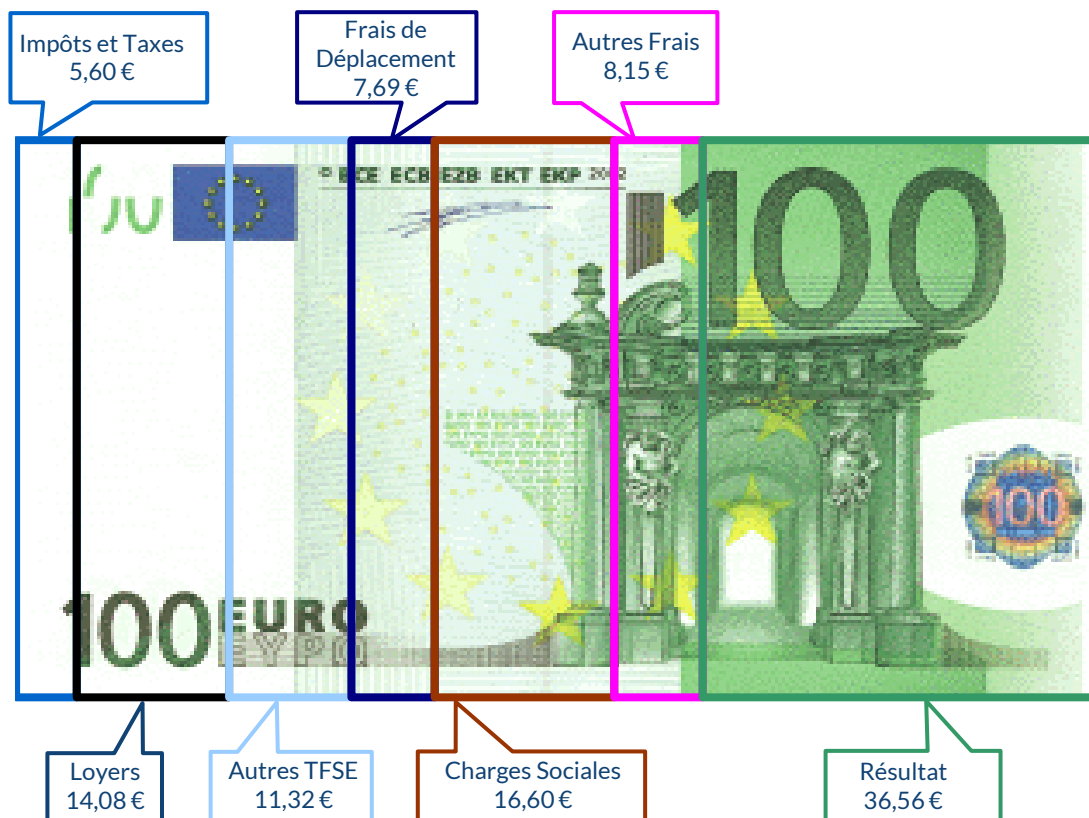 Impôts et Taxes
5,60 €
Frais de
Déplacement
7,69 €
Autres Frais
8,15 €
© BCE ECB EZB EKT EKP 2002
100
100
100 EURO
ΕΥΡΩ
Loyers
14,08 €
Autres TFSE
11,32 €
Charges Sociales
16,60 €
Résultat
36,56 €